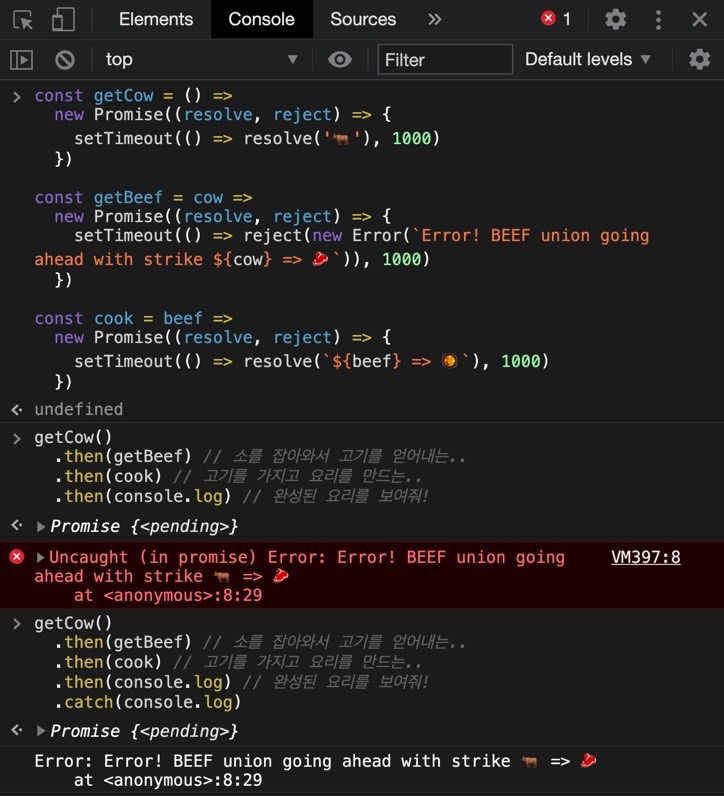 Elements Console Sources » 1
top ▼ Filter Default levels ▼
> const getCow = () =>
new Promise((resolve, reject) => {
setTimeout(() => resolve('🐂'), 1000)
})
const getBeef = cow =>
new Promise((resolve, reject) => {
setTimeout(() => reject(new Error(`Error! BEEF union going
ahead with strike ${cow} => 🥩`)), 1000)
})
const cook = beef =>
new Promise((resolve, reject) => {
setTimeout(() => resolve(`${beef} => 🥘`), 1000)
})
undefined
> getCow()
.then(getBeef) // 소를 잡아와서 고기를 얻어내는..
.then(cook) // 고기를 가지고 요리를 만드는..
.then(console.log) // 완성된 요리를 보여줘!
▶Promise {<pending>}
▶Uncaught (in promise) Error: Error! BEEF union going VM397:8
ahead with strike 🐂 => 🥩
at <anonymous>:8:29
> getCow()
.then(getBeef) // 소를 잡아와서 고기를 얻어내는..
.then(cook) // 고기를 가지고 요리를 만드는..
.then(console.log) // 완성된 요리를 보여줘!
.catch(console.log)
▶Promise {<pending>}
Error: Error! BEEF union going ahead with strike 🐂 => 🥩
at <anonymous>:8:29